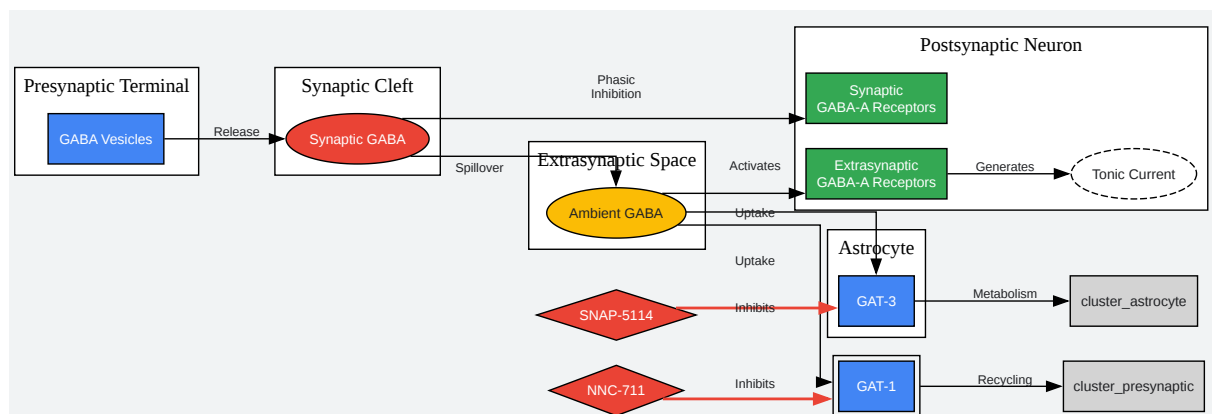 Presynaptic Terminal
GABA Vesicles
Release
Synaptic Cleft
Synaptic GABA
Phasic
Inhibition
Spillover
Extrasynaptic Space
Ambient GABA
Activates
Uptake
Uptake
Postsynaptic Neuron
Synaptic
GABA-A Receptors
Extrasynaptic
GABA-A Receptors
Generates
Tonic Current
Astrocyte
GAT-3
Metabolism
cluster_astrocyte
SNAP-5114
Inhibits
NNC-711
Inhibits
GAT-1
Recycling
cluster_presynaptic